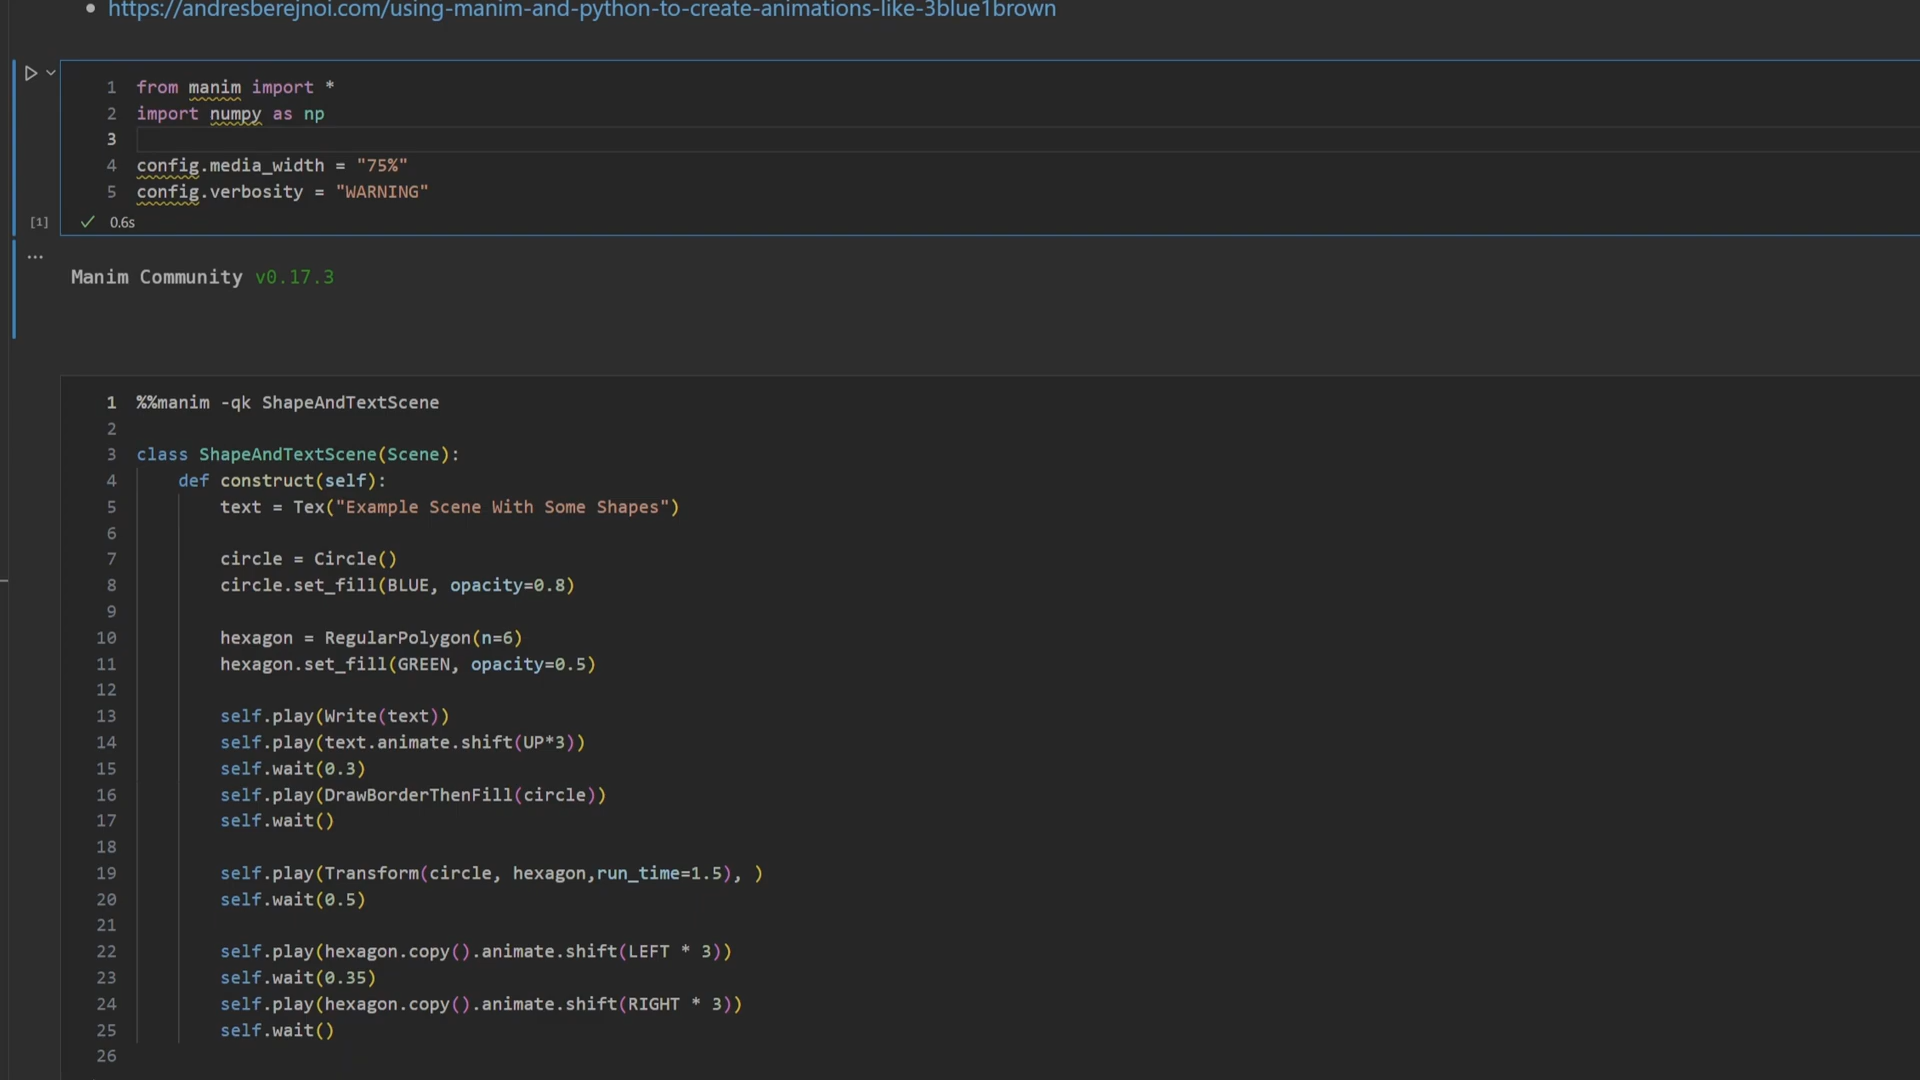 • https://andresberejnoi.com/using-manim-and-python-to-create-animations-like-3blue1brown
1 from manim import *
2 import numpy as np
3
4 config.media_width = "75%"
5 config.verbosity = "WARNING"
[1] ✓ 0.6s
...
Manim Community v0.17.3
1 %%manim -qk ShapeAndTextScene
2
3 class ShapeAndTextScene(Scene):
4     def construct(self):
5         text = Tex("Example Scene With Some Shapes")
6
7         circle = Circle()
8         circle.set_fill(BLUE, opacity=0.8)
9
10         hexagon = RegularPolygon(n=6)
11         hexagon.set_fill(GREEN, opacity=0.5)
12
13         self.play(Write(text))
14         self.play(text.animate.shift(UP*3))
15         self.wait(0.3)
16         self.play(DrawBorderThenFill(circle))
17         self.wait()
18
19         self.play(Transform(circle, hexagon,run_time=1.5), )
20         self.wait(0.5)
21
22         self.play(hexagon.copy().animate.shift(LEFT * 3))
23         self.wait(0.35)
24         self.play(hexagon.copy().animate.shift(RIGHT * 3))
25         self.wait()
26